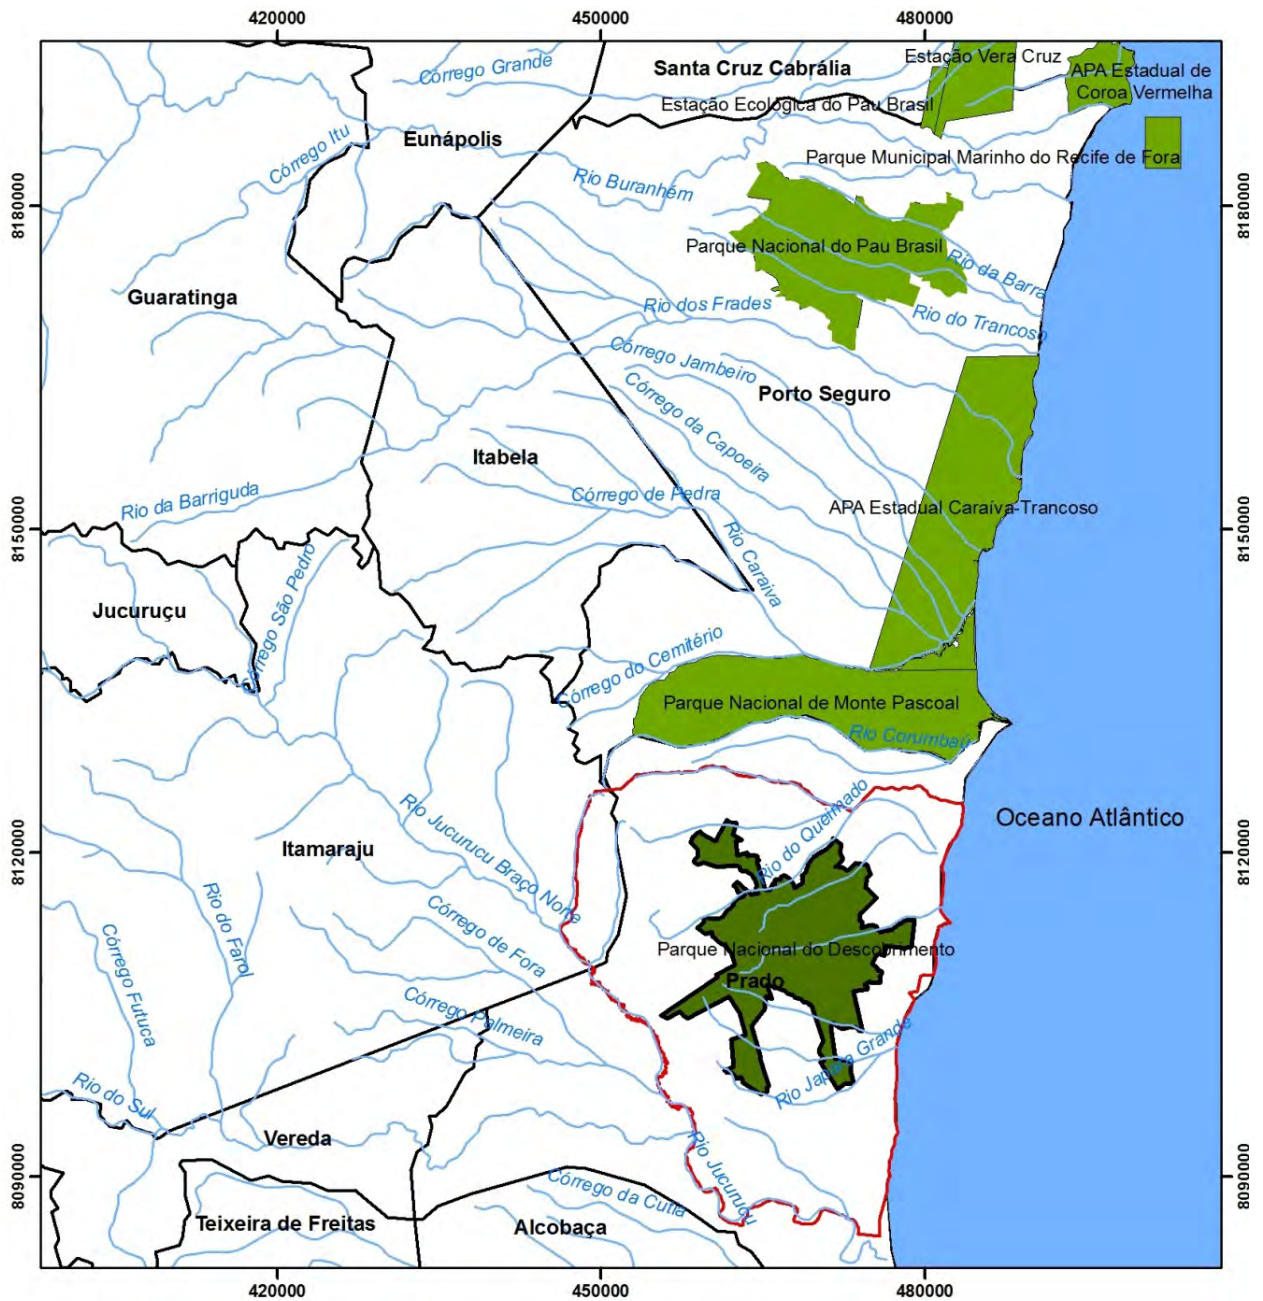 420000
450000
480000
Córrego Grande
Santa Cruz Cabrália
Estação Vera Cruz
APA Estadual de
Coroa Vermelha
Estação Ecológica do Pau Brasil
Eunápolis
Córrego Itu
Parque Municipal Marinho do Recife de Fora
Rio Buranhém
8180000
8180000
Parque Nacional do Pau Brasil
Rio da Barra
Guaratinga
Rio dos Frades
Rio do Trancoso
Córrego Jambeiro
Porto Seguro
Córrego da Capoeira
Itabela
Rio da Barriguda
Córrego de Pedra
APA Estadual Caraíva-Trancoso
8150000
8150000
Rio Caraiva
Córrego São Pedro
Jucuruçu
Córrego do Cemitério
Parque Nacional de Monte Pascoal
Rio Corumbaú
Rio do Queimado
Oceano Atlântico
Rio Jucurucu Braço Norte
Itamaraju
8120000
8120000
Rio do Farol
Córrego de Fora
Córrego Futuca
Parque Nacional do Descobrimento
Prado
Córrego Palmeira
Rio Japara Grande
Rio do Sul
Vereda
Rio Jucuruçu
8090000
8090000
Córrego da Cutia
Teixeira de Freitas
Alcobaça
420000
450000
480000